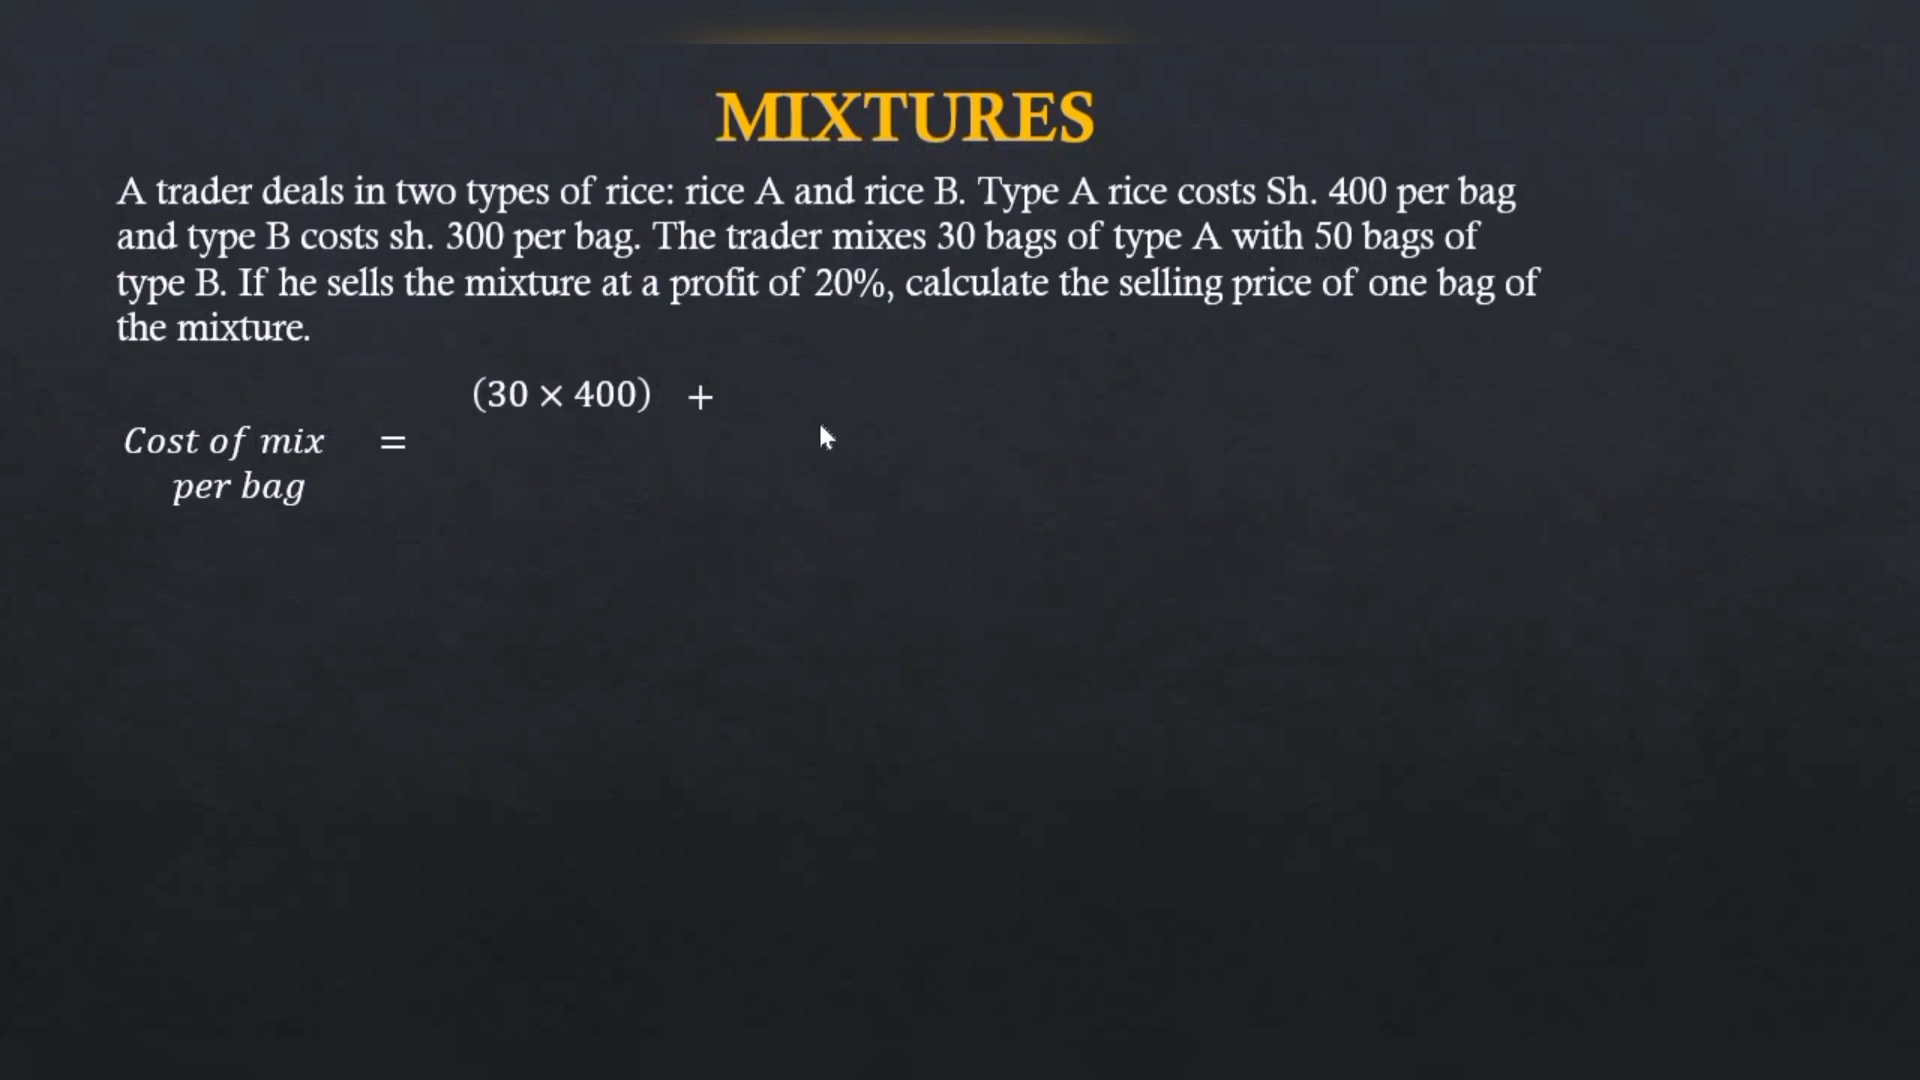 MIXTURES
A trader deals in two types of rice: rice A and rice B. Type A rice costs Sh. 400 per bag
and type B costs sh. 300 per bag. The trader mixes 30 bags of type A with 50 bags of
type B. If he sells the mixture at a profit of 20%, calculate the selling price of one bag of
the mixture.
(30 × 400) +
Cost of mix =
per bag